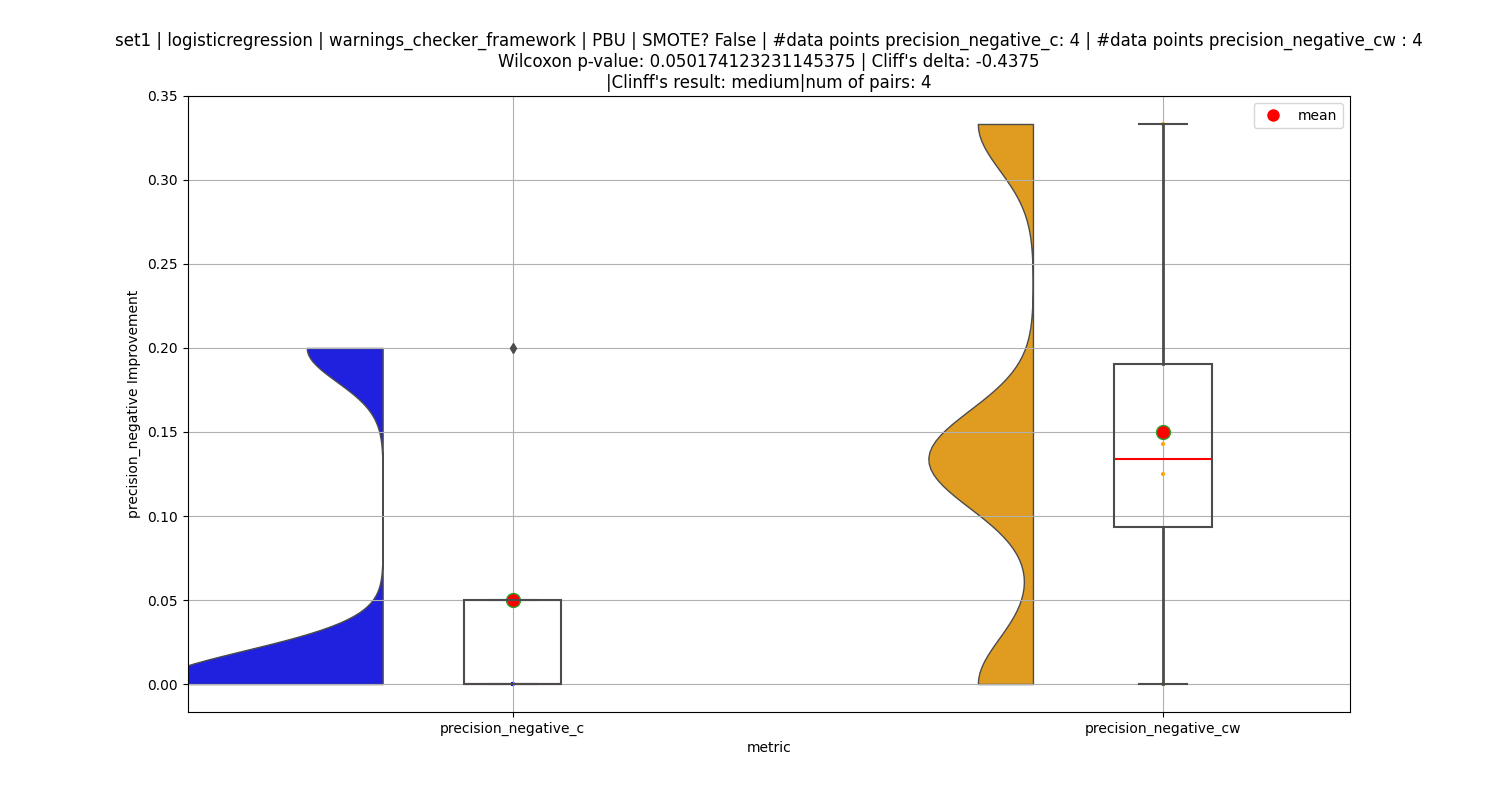 set1 | logisticregression | warnings_checker_framework | PBU | SMOTE? False | #data points precision_negative_c: 4 | #data points precision_negative_cw : 4
Wilcoxon p-value: 0.050174123231145375 | Cliff's delta: -0.4375
|Clinff's result: medium|num of pairs: 4
mean
precision_negative Improvement
0.35
0.30
0.25
0.20
0.15
0.10
0.05
0.00
precision_negative_c
precision_negative_cw
metric